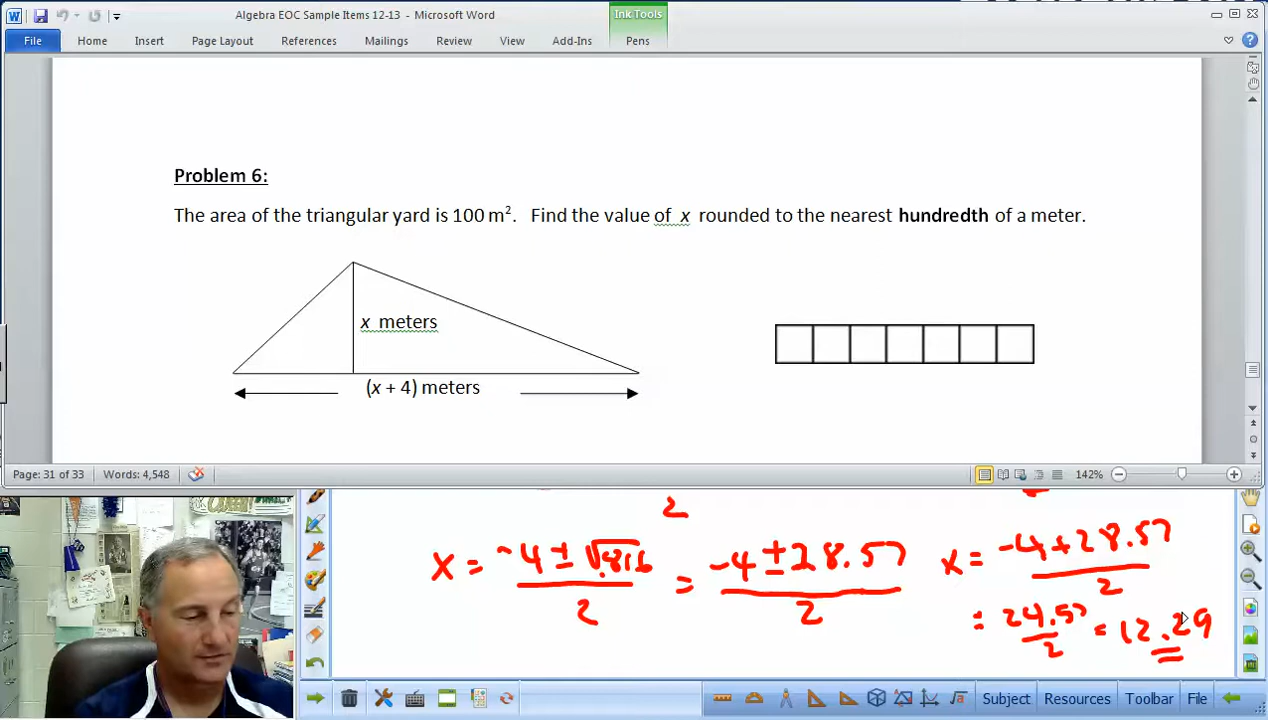 Algebra EOC Sample Items 12-13 - Microsoft Word
Ink Tools
File Home Insert Page Layout References Mailings Review View Add-Ins Pens
Problem 6:
The area of the triangular yard is 100 m². Find the value of x rounded to the nearest hundredth of a meter.
x meters
(x + 4) meters
Page: 31 of 33 Words: 4,548 142%
2
x = -4 ± √816 / 2 = -4 ± 28.57 / 2
x = -4 + 28.57 / 2
= 24.57 / 2 = 12.29
Subject Resources Toolbar File